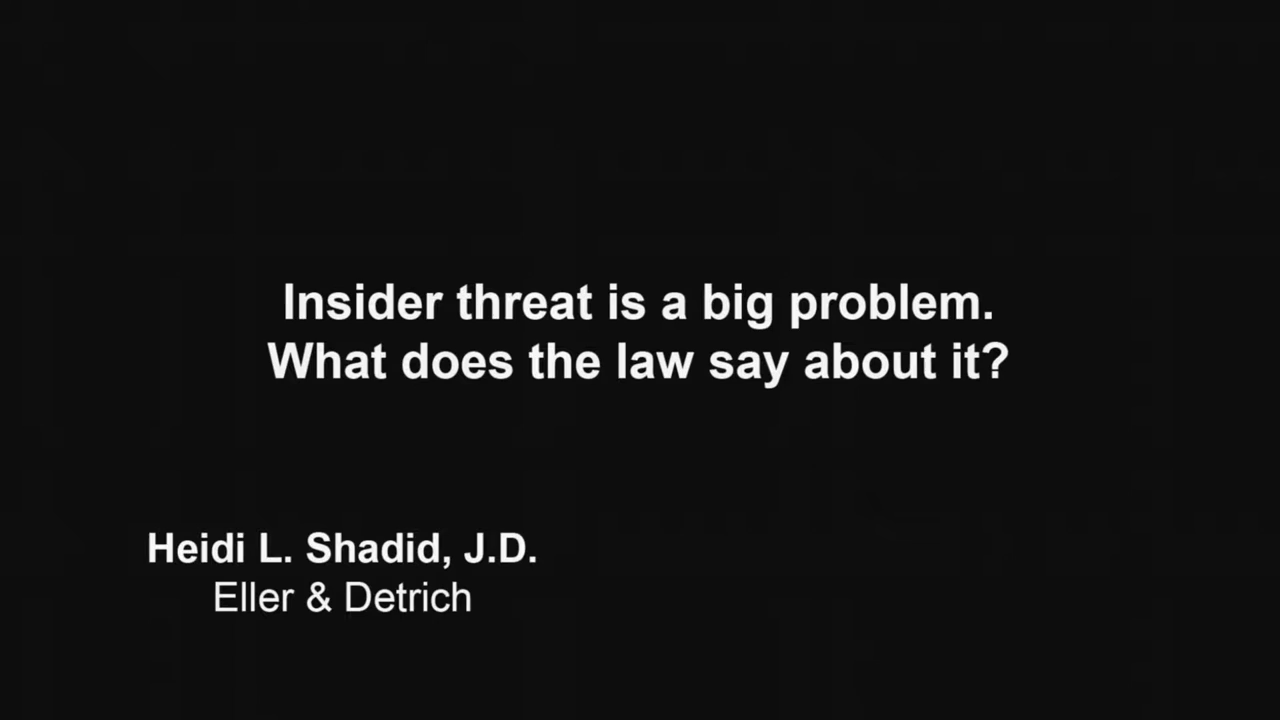 Insider threat is a big problem.
What does the law say about it?
Heidi L. Shadid, J.D.
Eller & Detrich